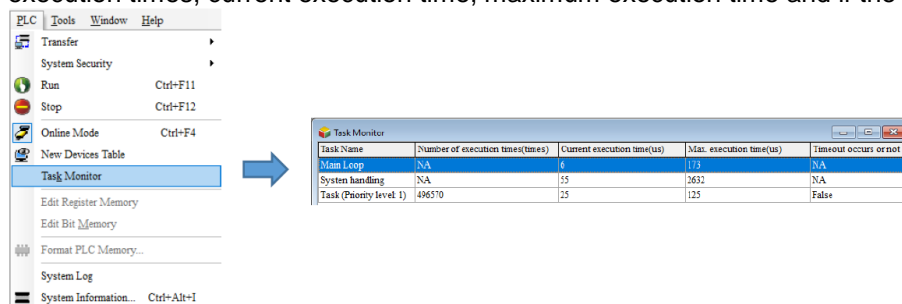 execution times, current execution time, maximum execution time and if the
PLC Tools Window Help
Transfer
System Security
Run Ctrl+F11
Stop Ctrl+F12
Online Mode Ctrl+F4
New Devices Table
Task Monitor
Edit Register Memory
Edit Bit Memory
Format PLC Memory...
System Log
System Information... Ctrl+Alt+I
Task Monitor
Task Name Number of execution times(times) Current execution time(us) Max. execution time(us) Timeout occurs or not
Main Loop NA 6 173 NA
Systen handling NA 55 2632 NA
Task (Priority level: 1) 496570 25 125 False